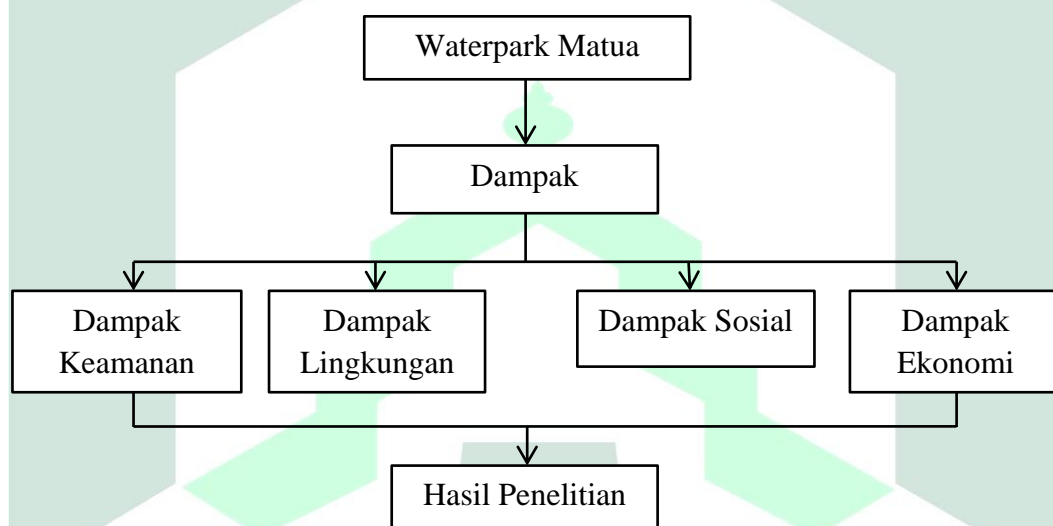 Waterpark Matua
Dampak
Dampak
Keamanan
Dampak
Lingkungan
Dampak Sosial
Dampak
Ekonomi
Hasil Penelitian